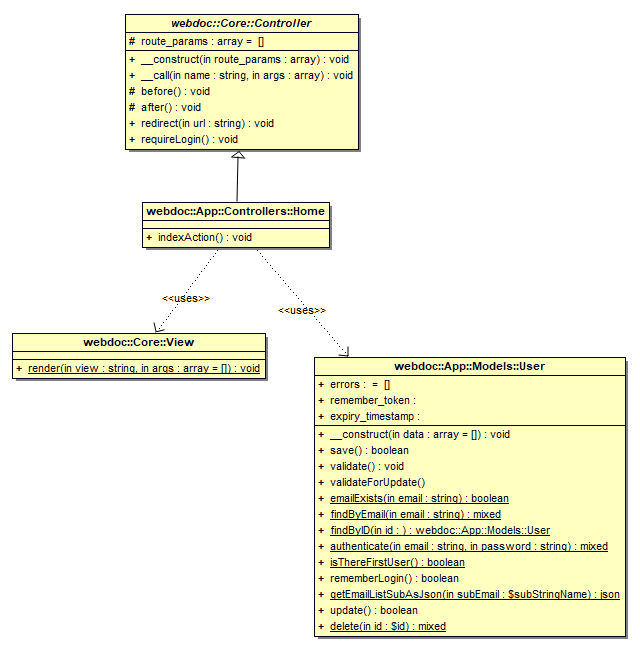 webdoc::Core::Controller
# route_params : array = []
+ __construct(in route_params : array) : void
+ __call(in name : string, in args : array) : void
# before() : void
# after() : void
+ redirect(in url : string) : void
+ requireLogin() : void
webdoc::App::Controllers::Home
+ indexAction() : void
<<uses>>
<<uses>>
webdoc::Core::View
+ render(in view : string, in args : array = []) : void
webdoc::App::Models::User
+ errors : = []
+ remember_token :
+ expiry_timestamp :
+ __construct(in data : array = []) : void
+ save() : boolean
+ validate() : void
+ validateForUpdate()
+ emailExists(in email : string) : boolean
+ findByEmail(in email : string) : mixed
+ findByID(in id : ) : webdoc::App::Models::User
+ authenticate(in email : string, in password : string) : mixed
+ isThereFirstUser() : boolean
+ rememberLogin() : boolean
+ getEmailListSubAsJson(in subEmail : $subStringName) : json
+ update() : boolean
+ delete(in id : $id) : mixed